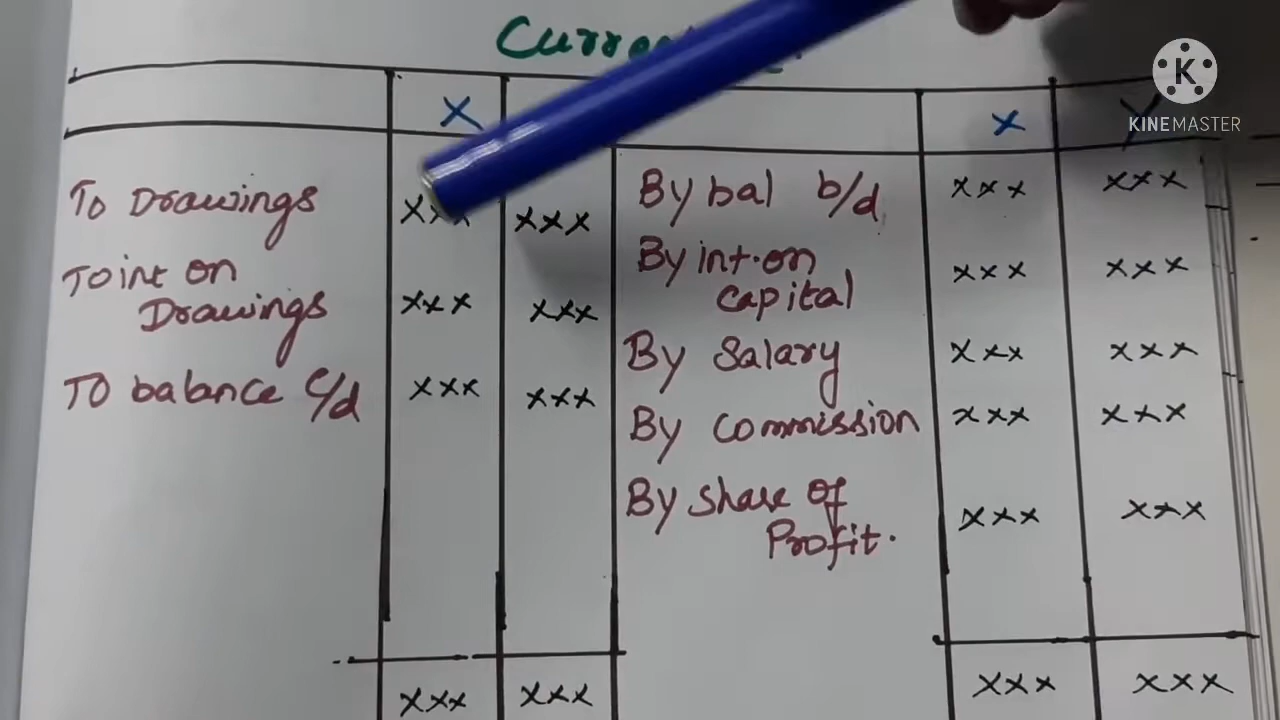 X
X Y
To Drawings xxx By bal b/d xxx xxx
To int on By int. on xxx xxx
Drawings xxx xxx capital
By Salary xxx xxx
To balance c/d xxx xxx
By commission xxx xxx
By share of
Profit. xxx xxx
xxx xxx xxx xxx
K
KINEMASTER